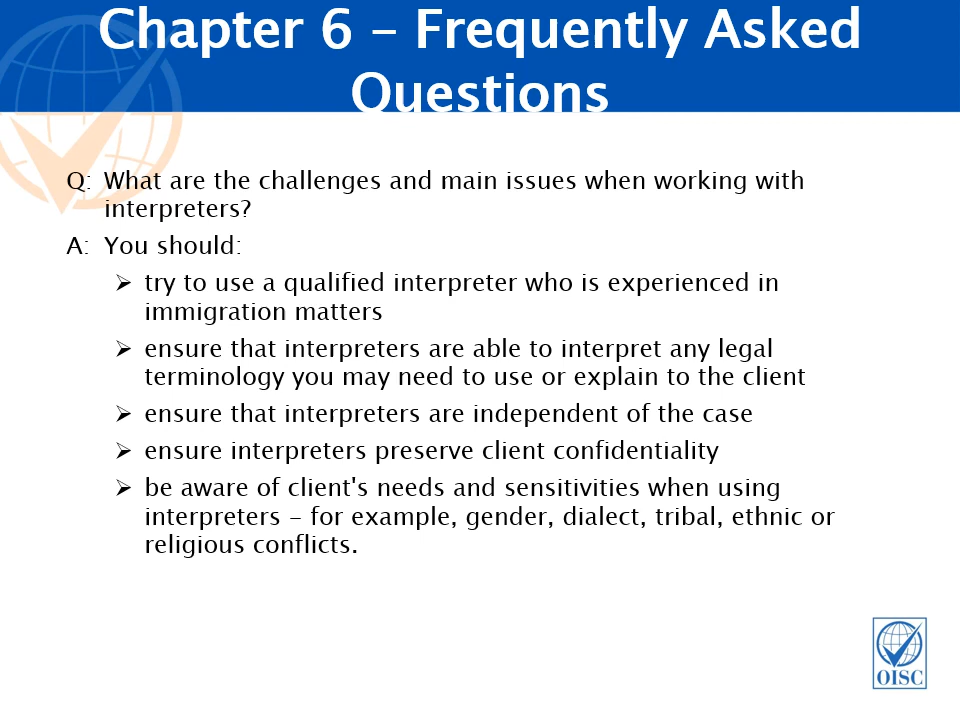 Chapter 6 – Frequently Asked
Questions
Q: What are the challenges and main issues when working with
interpreters?
A: You should:
➢ try to use a qualified interpreter who is experienced in
immigration matters
➢ ensure that interpreters are able to interpret any legal
terminology you may need to use or explain to the client
➢ ensure that interpreters are independent of the case
➢ ensure interpreters preserve client confidentiality
➢ be aware of client's needs and sensitivities when using
interpreters – for example, gender, dialect, tribal, ethnic or
religious conflicts.
OISC